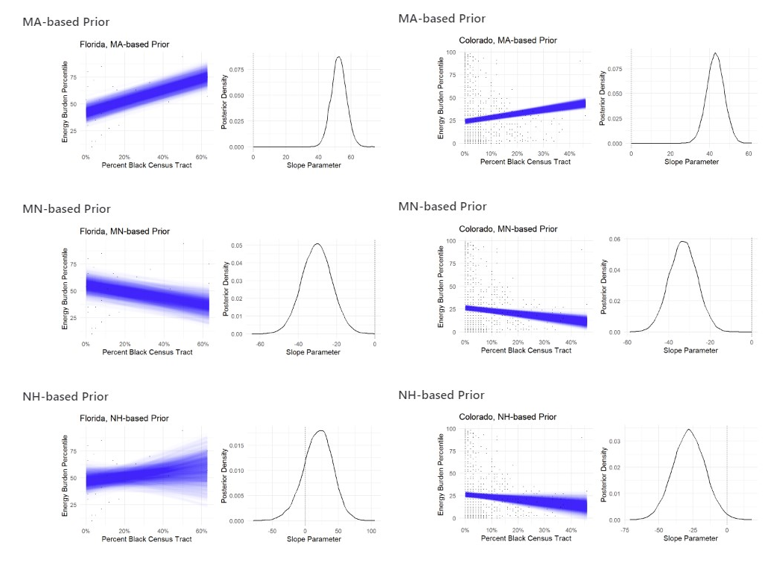 MA-based Prior
Florida, MA-based Prior
Energy Burden Percentile
75
50
25
0%
20%
40%
60%
Percent Black Census Tract
Posterior Density
0.075
0.050
0.025
0.000
0
20
40
60
Slope Parameter
MA-based Prior
Colorado, MA-based Prior
Energy Burden Percentile
100
75
50
25
0
0%
10%
20%
30%
40%
Percent Black Census Tract
Posterior Density
0.075
0.050
0.025
0.000
0
20
40
60
Slope Parameter
MN-based Prior
Florida, MN-based Prior
Energy Burden Percentile
75
50
25
0%
20%
40%
60%
Percent Black Census Tract
Posterior Density
0.05
0.04
0.03
0.02
0.01
0.00
-60
-40
-20
0
Slope Parameter
MN-based Prior
Colorado, MN-based Prior
Energy Burden Percentile
100
75
50
25
0
0%
10%
20%
30%
40%
Percent Black Census Tract
Posterior Density
0.06
0.04
0.02
0.00
-60
-40
-20
0
Slope Parameter
NH-based Prior
Florida, NH-based Prior
Energy Burden Percentile
75
50
25
0%
20%
40%
60%
Percent Black Census Tract
Posterior Density
0.015
0.010
0.005
0.000
-50
0
50
100
Slope Parameter
NH-based Prior
Colorado, NH-based Prior
Energy Burden Percentile
100
75
50
25
0
0%
10%
20%
30%
40%
Percent Black Census Tract
Posterior Density
0.03
0.02
0.01
0.00
-75
-50
-25
0
Slope Parameter